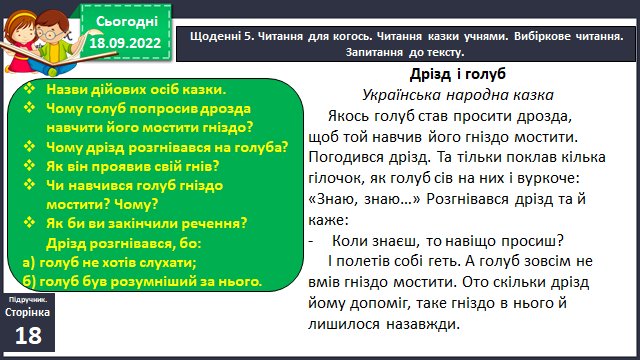 Сьогодні
18.09.2022
Щоденні 5. Читання для когось. Читання казки учнями. Вибіркове читання.
Запитання до тексту.
❖ Назви дійових осіб казки.
❖ Чому голуб попросив дрозда
навчити його мостити гніздо?
❖ Чому дрізд розгнівався на голуба?
❖ Як він проявив свій гнів?
❖ Чи навчився голуб гніздо
мостити? Чому?
❖ Як би ви закінчили речення?
Дрізд розгнівався, бо:
а) голуб не хотів слухати;
б) голуб був розумніший за нього.
Підручник.
Сторінка
18
Дрізд і голуб
Українська народна казка
Якось голуб став просити дрозда,
щоб той навчив його гніздо мостити.
Погодився дрізд. Та тільки поклав кілька
гілочок, як голуб сів на них і вуркоче:
«Знаю, знаю…» Розгнівався дрізд та й
каже:
- Коли знаєш, то навіщо просиш?
І полетів собі геть. А голуб зовсім не
вмів гніздо мостити. Ото скільки дрізд
йому допоміг, таке гніздо в нього й
лишилося назавжди.